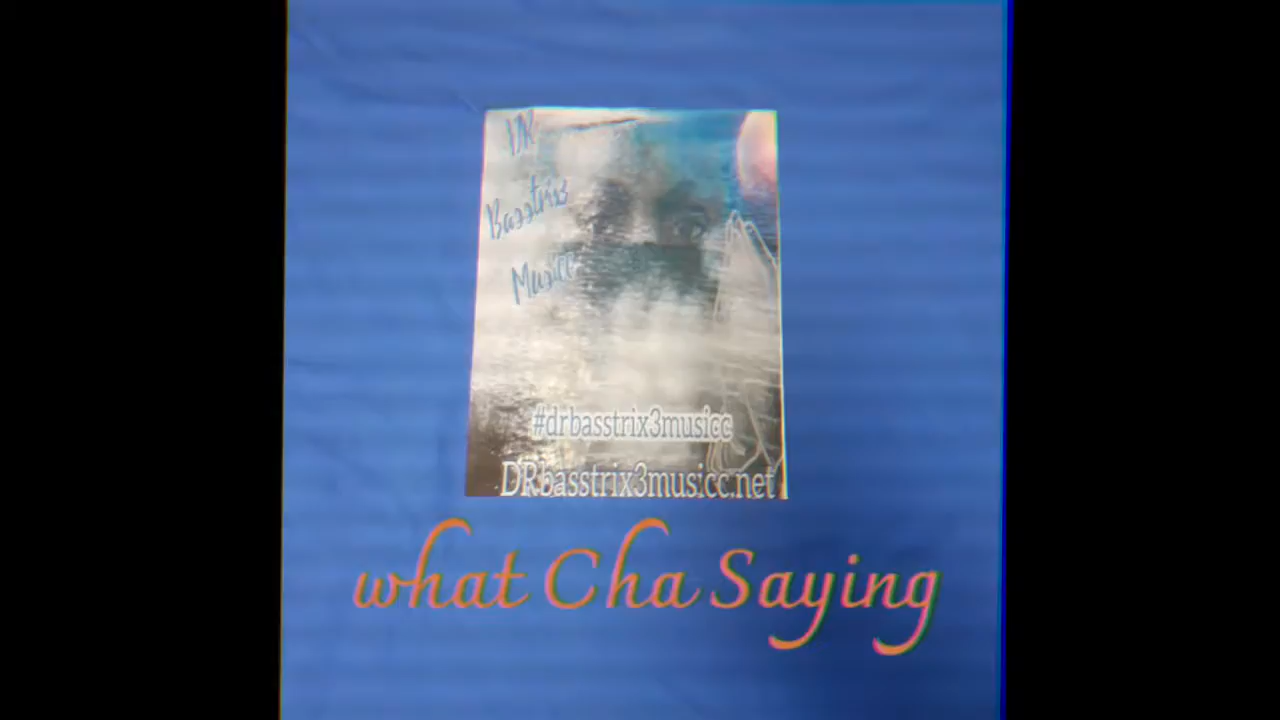 DR
Basstrix
Musicc
#drbasstrix3musicc
DRbasstrix3musicc.net
what Cha Saying